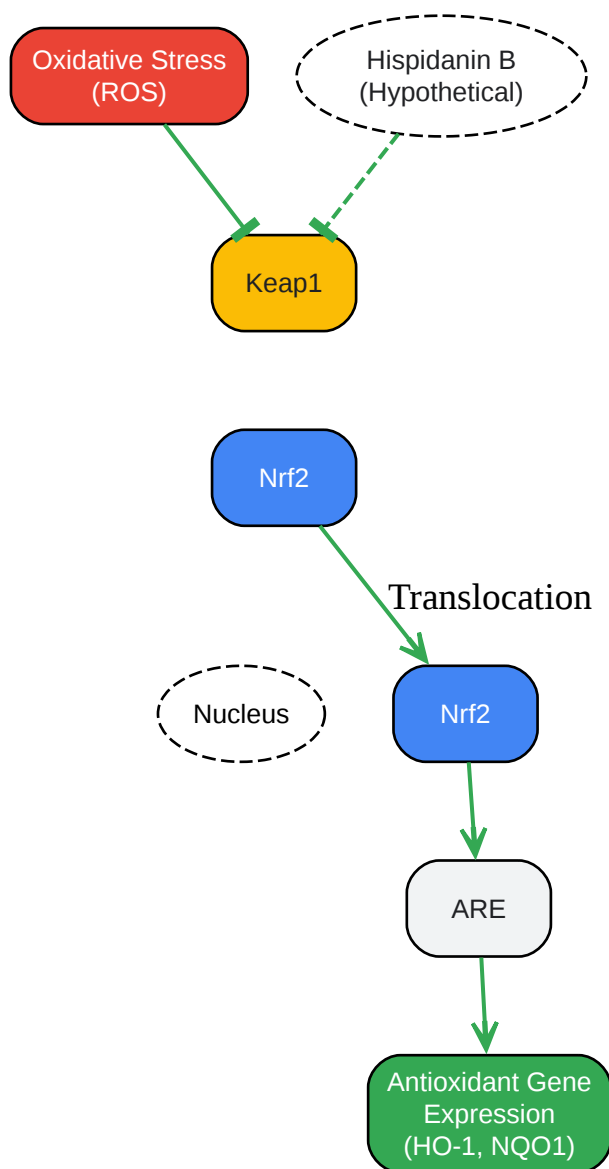 Oxidative Stress
(ROS)
Hispidanin B
(Hypothetical)
Keap1
Nrf2
Translocation
Nucleus
Nrf2
ARE
Antioxidant Gene
Expression
(HO-1, NQO1)